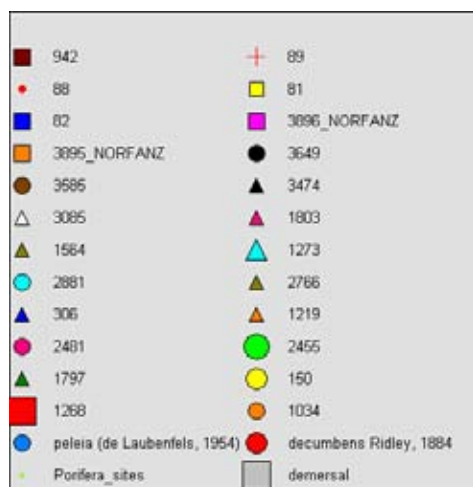 942 89
88 81
82 3896_NORFANZ
3895_NORFANZ 3649
3585 3474
3085 1803
1564 1273
2881 2766
306 1219
2481 2455
1797 150
1268 1034
peleia (de Laubenfels, 1954) decumbens Ridley, 1884
Porifera_sites demersal